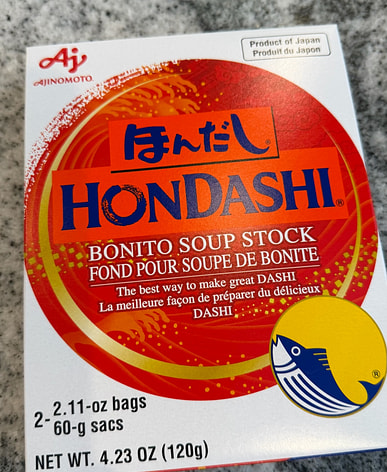 Aj
AJINOMOTO®
Product of Japan
Produit du Japon
ほんだし®
HONDASHI®
BONITO SOUP STOCK
FOND POUR SOUPE DE BONITE
The best way to make great DASHI
La meilleure façon de préparer du délicieux
DASHI
®
2- 2.11-oz bags
60-g sacs
NET WT. 4.23 OZ (120g)